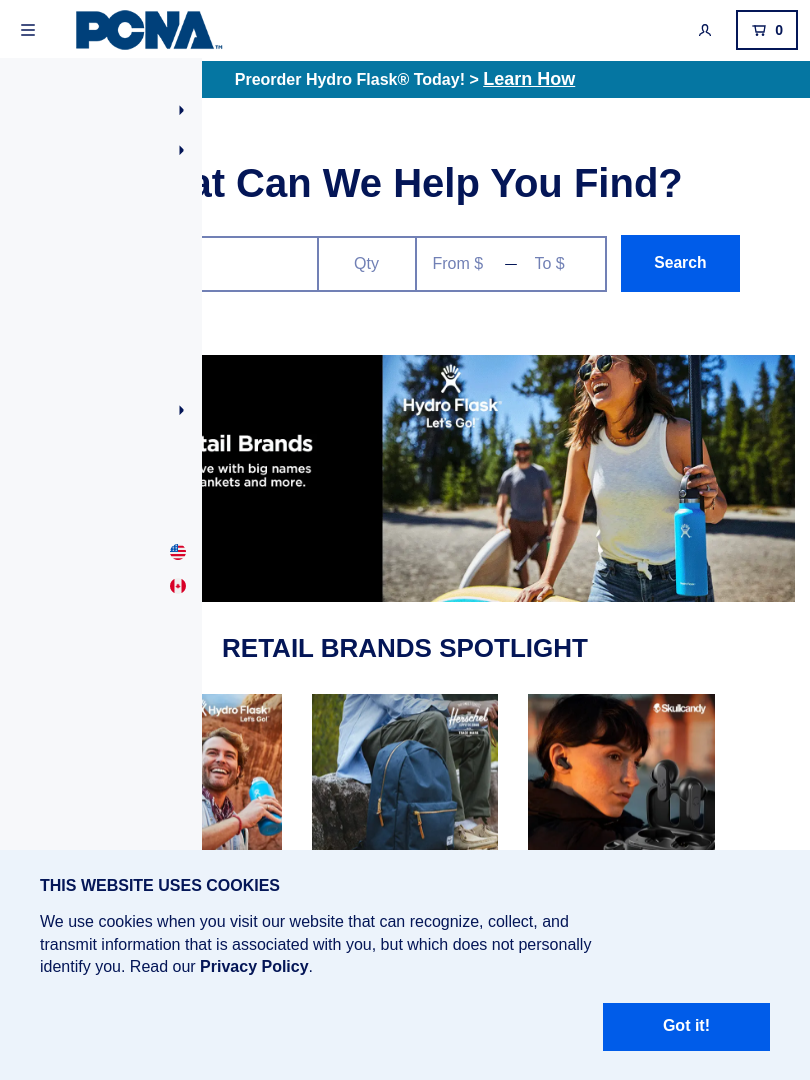 PCNA™
0
Preorder Hydro Flask® Today! > Learn How
at Can We Help You Find?
Qty
From $
—
To $
Search
tail Brands
ve with big names
ankets and more.
Hydro Flask
Let's Go!
RETAIL BRANDS SPOTLIGHT
Hydro Flask
Let's Go!
Herschel
Skullcandy
THIS WEBSITE USES COOKIES
We use cookies when you visit our website that can recognize, collect, and
transmit information that is associated with you, but which does not personally
identify you. Read our Privacy Policy.
Got it!